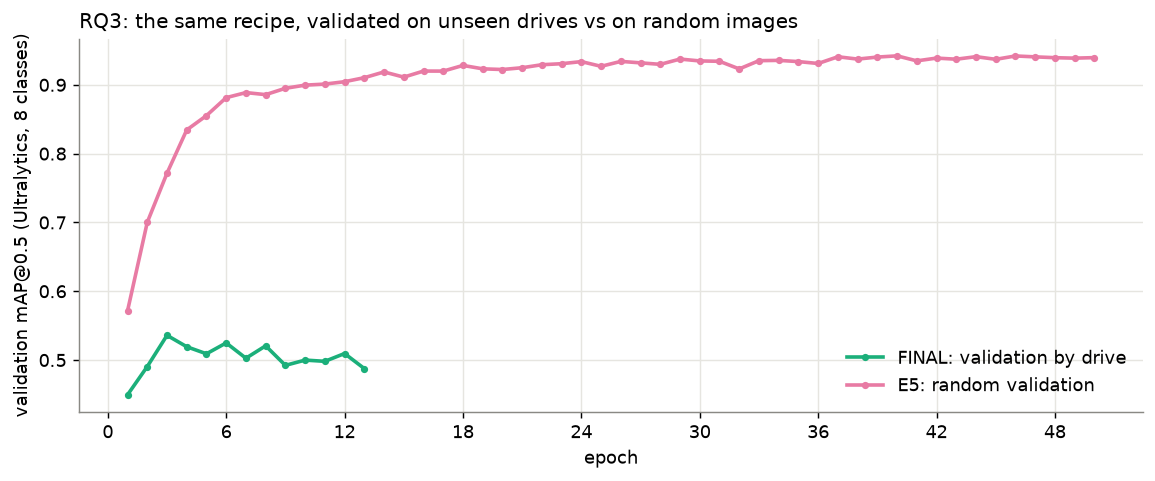 RQ3: the same recipe, validated on unseen drives vs on random images
validation mAP@0.5 (Ultralytics, 8 classes)
0.9
0.8
0.7
0.6
0.5
FINAL: validation by drive
E5: random validation
0 6 12 18 24 30 36 42 48
epoch